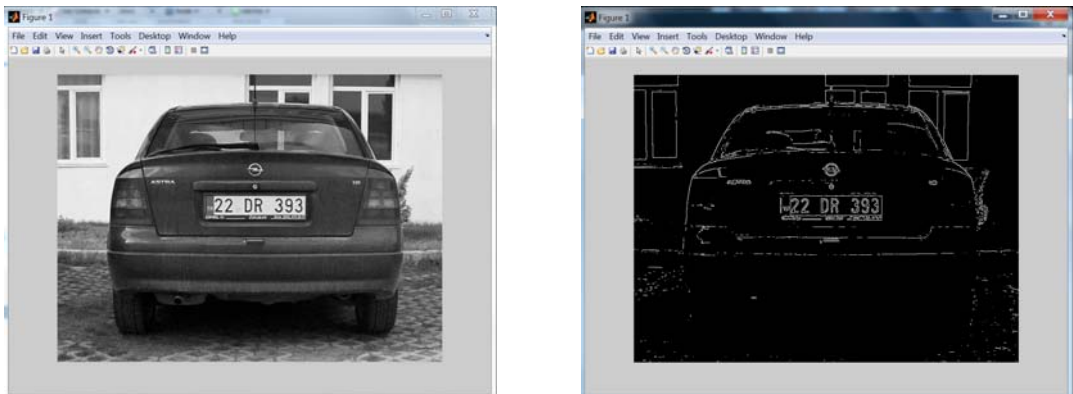 Figure 1
File Edit View Insert Tools Desktop Window Help
ASTRA
22 DR 393
Figure 1
File Edit View Insert Tools Desktop Window Help
22 DR 393